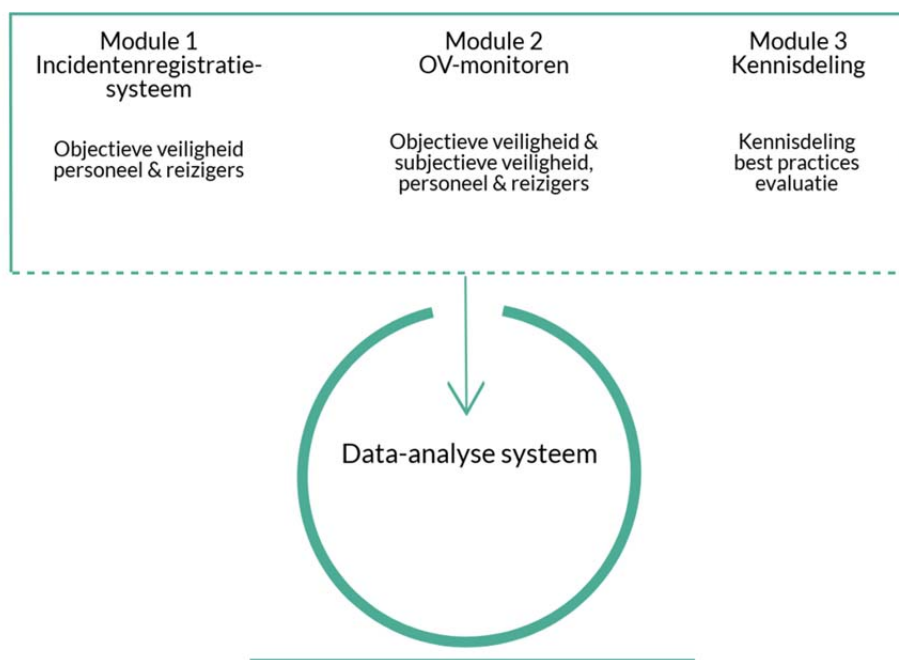 Module 1
Incidentenregistratie-
systeem
Objectieve veiligheid
personeel & reizigers
Module 2
OV-monitoren
Objectieve veiligheid &
subjectieve veiligheid,
personeel & reizigers
Module 3
Kennisdeling
Kennisdeling
best practices
evaluatie
Data-analyse systeem